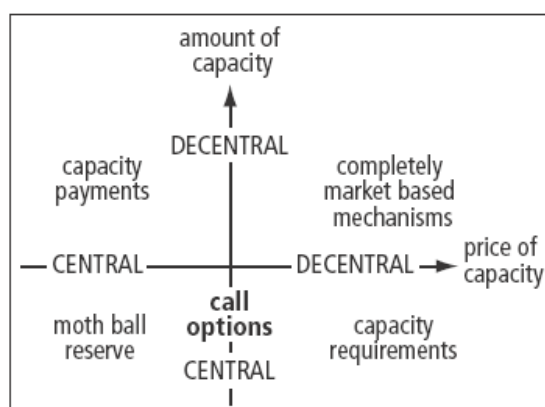 amount of
capacity
DECENTRAL
capacity
payments
completely
market based
mechanisms
CENTRAL
DECENTRAL
price of
capacity
moth ball
reserve
call
options
capacity
requirements
CENTRAL